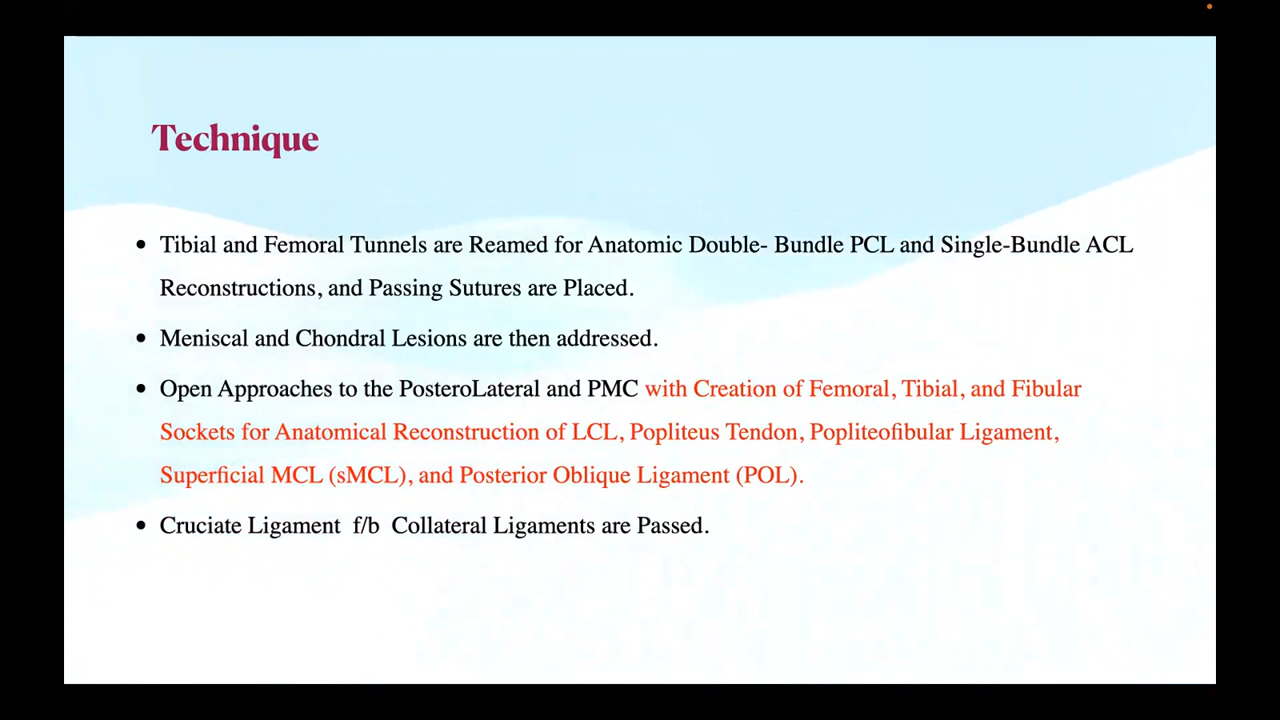 Technique
• Tibial and Femoral Tunnels are Reamed for Anatomic Double- Bundle PCL and Single-Bundle ACL
Reconstructions, and Passing Sutures are Placed.
• Meniscal and Chondral Lesions are then addressed.
• Open Approaches to the PosteroLateral and PMC with Creation of Femoral, Tibial, and Fibular
Sockets for Anatomical Reconstruction of LCL, Popliteus Tendon, Popliteofibular Ligament,
Superficial MCL (sMCL), and Posterior Oblique Ligament (POL).
• Cruciate Ligament f/b Collateral Ligaments are Passed.